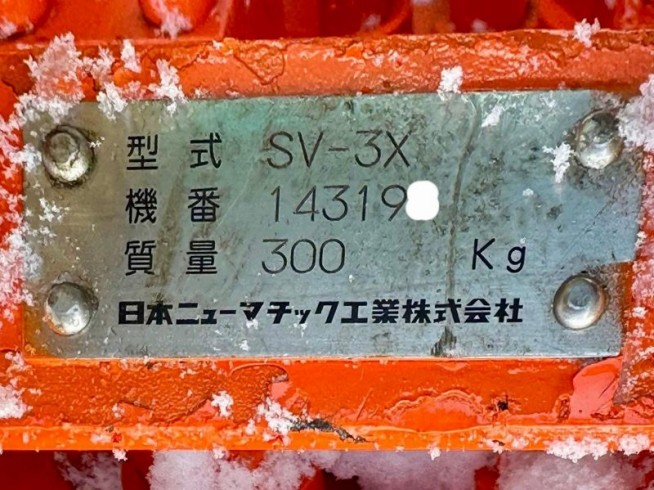 型式 SV-3X
機番 14319
質量 300 Kg
日本ニューマチック工業株式会社